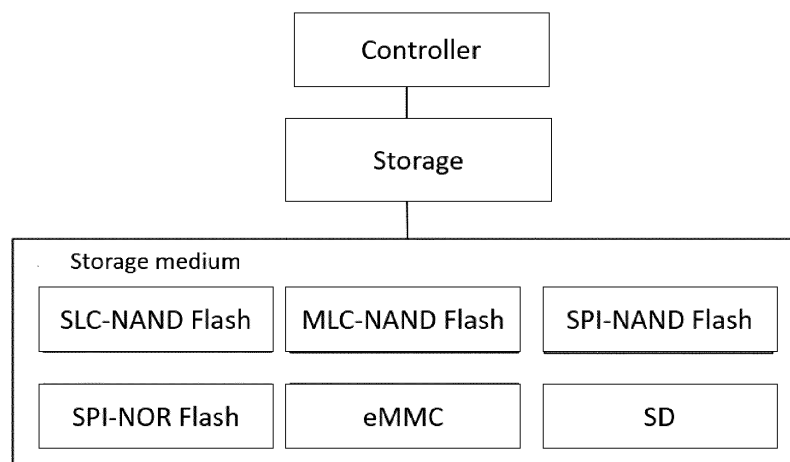 Controller
Storage
Storage medium
SLC-NAND Flash
MLC-NAND Flash
SPI-NAND Flash
SPI-NOR Flash
eMMC
SD